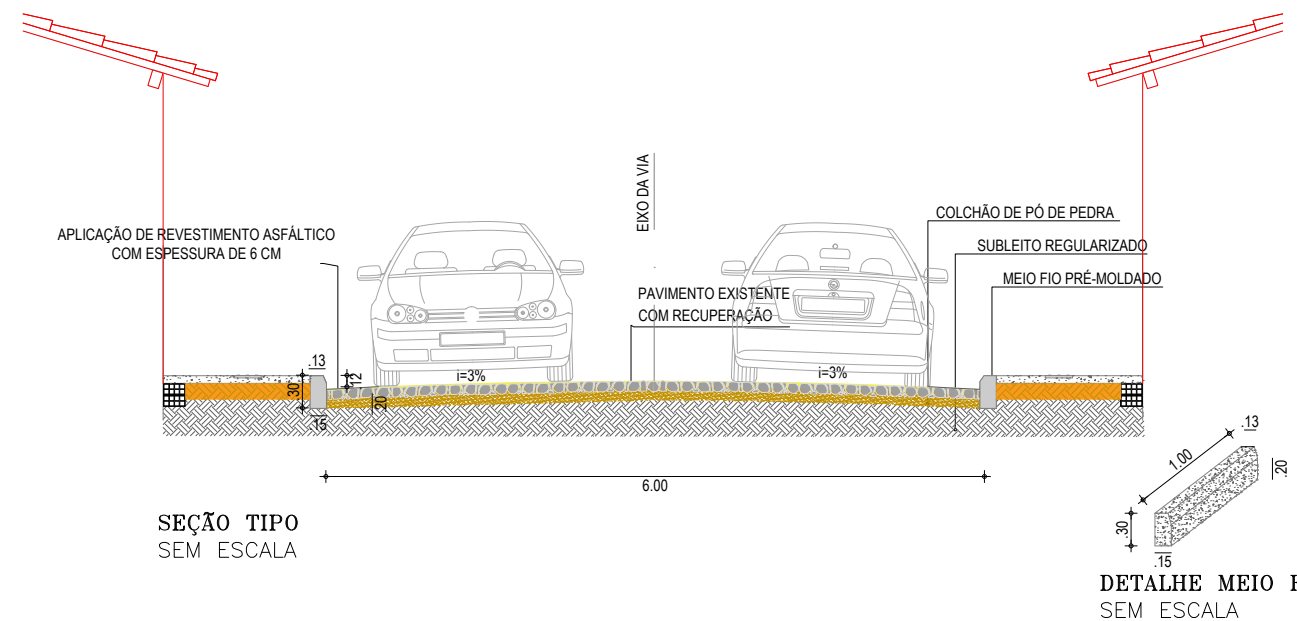 EIXO DA VIA
COLCHÃO DE PÓ DE PEDRA
APLICAÇÃO DE REVESTIMENTO ASFÁLTICO
COM ESPESSURA DE 6 CM
SUBLEITO REGULARIZADO
MEIO FIO PRÉ-MOLDADO
PAVIMENTO EXISTENTE
COM RECUPERAÇÃO
.13
12
i=3%
i=3%
.30
.20
.15
6.00
.13
1.00
.20
.30
.15
SEÇÃO TIPO
SEM ESCALA
DETALHE MEIO F
SEM ESCALA